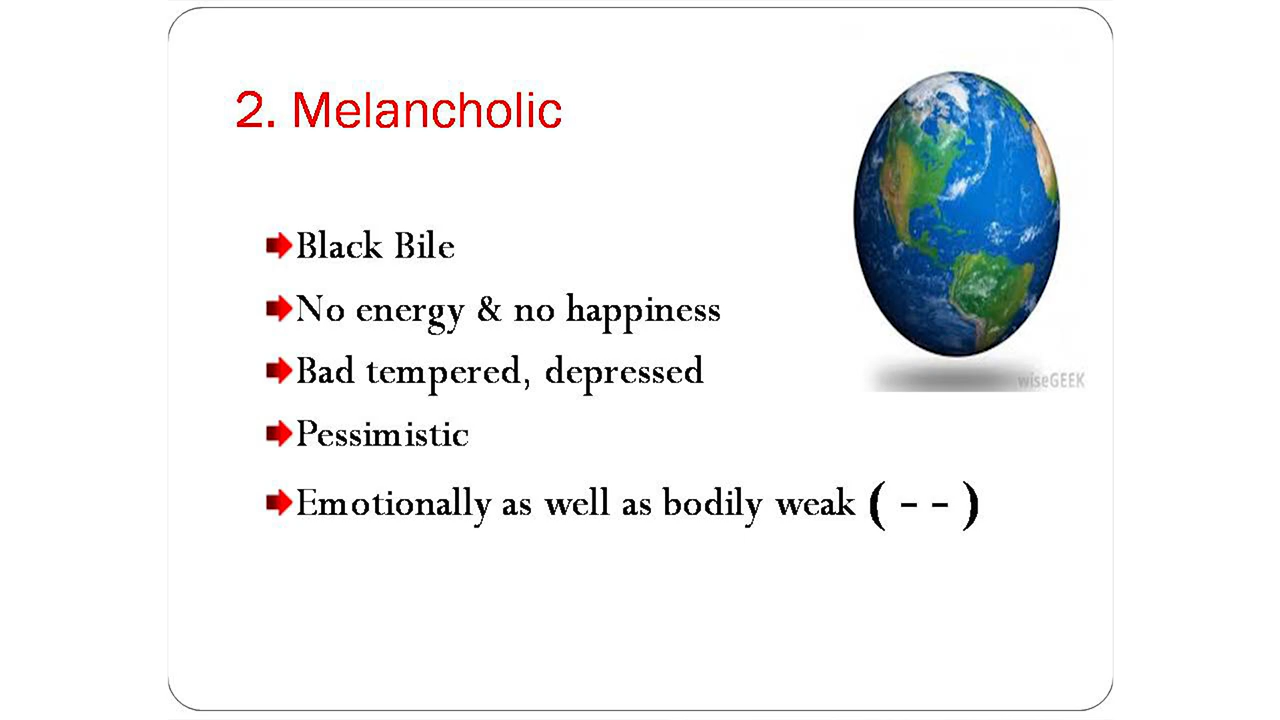 2. Melancholic
Black Bile
No energy & no happiness
Bad tempered, depressed
Pessimistic
Emotionally as well as bodily weak ( - - )
wiseGEEK